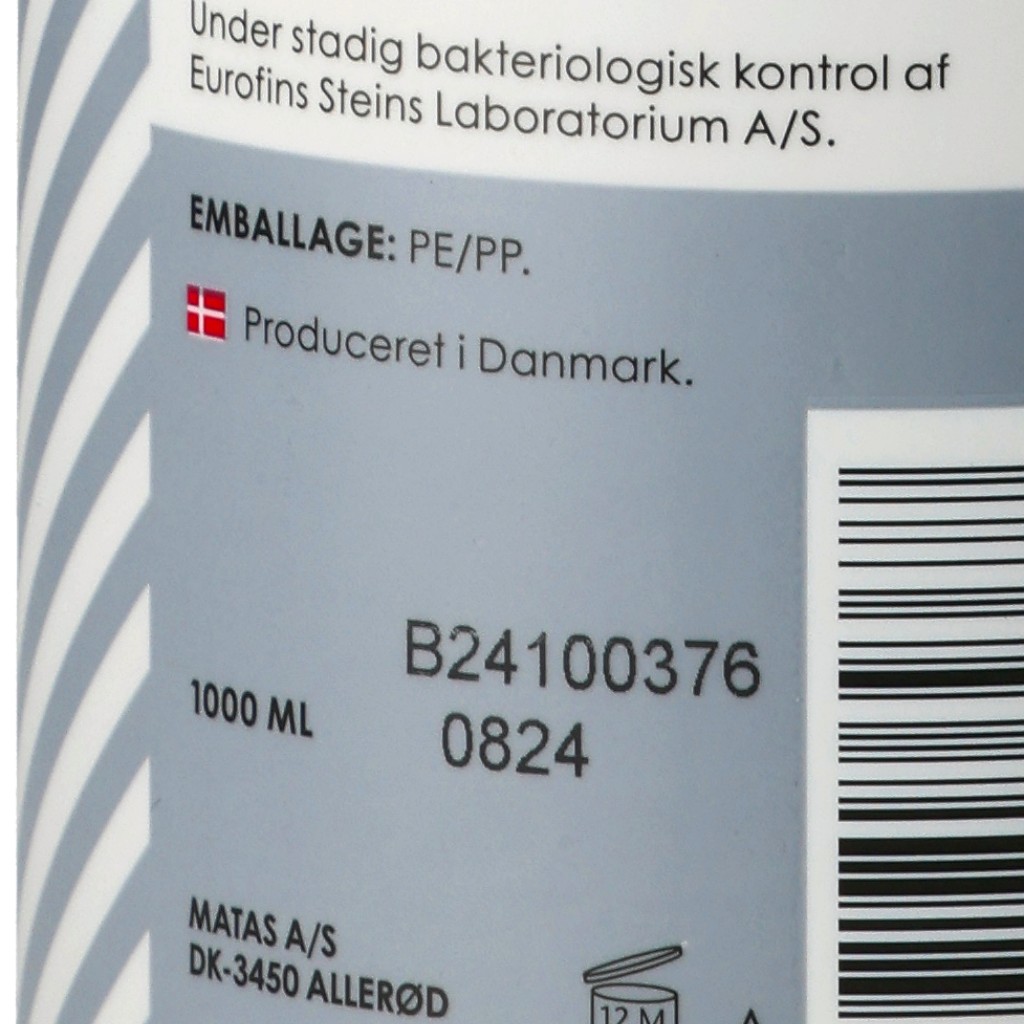 Under stadig bakteriologisk kontrol af
Eurofins Steins Laboratorium A/S.
EMBALLAGE: PE/PP.
Produceret i Danmark.
B24100376
1000 ML
0824
MATAS A/S
DK-3450 ALLERØD
12 M